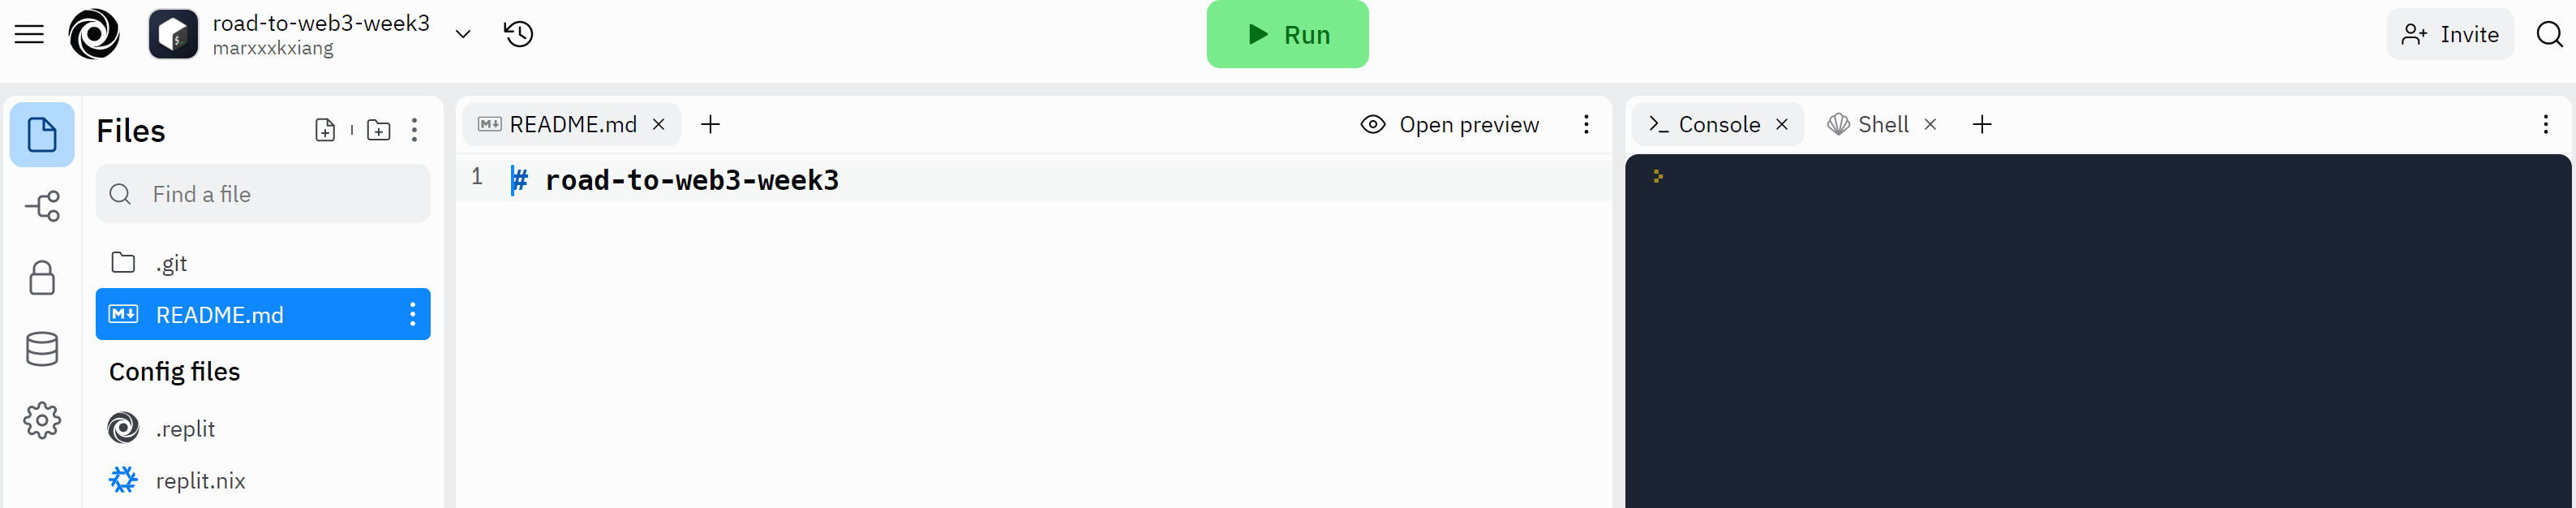 road-to-web3-week3
marxxxkxiang
Run
Invite
Files
Find a file
.git
README.md
Config files
.replit
replit.nix
README.md
Open preview
1 # road-to-web3-week3
Console
Shell